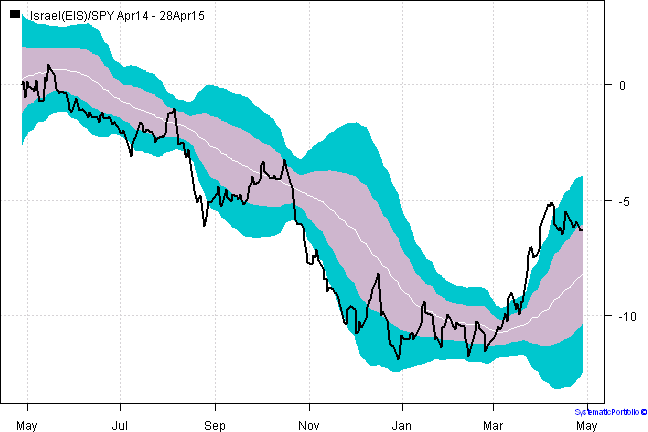 Israel(EIS)/SPY Apr14 - 28Apr15
0
-5
-10
SystematicPortfolio ©
May Jul Sep Nov Jan Mar May